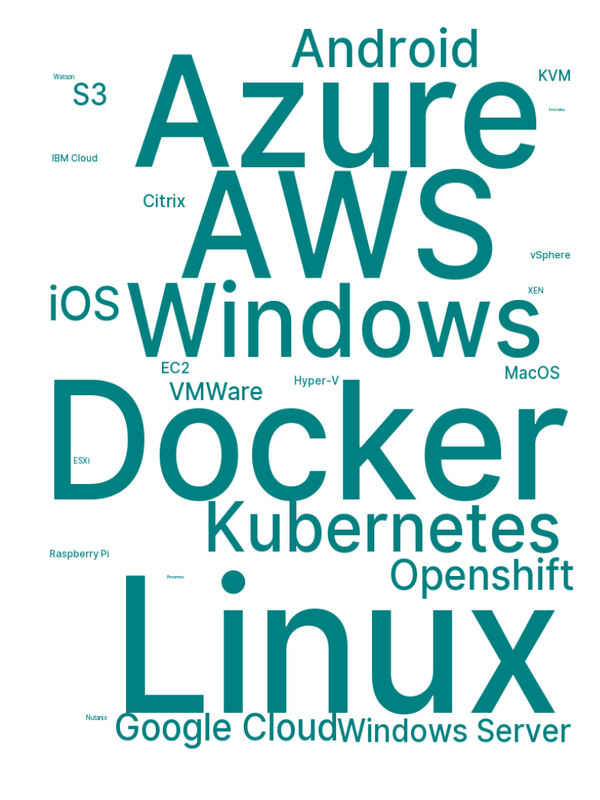 Android
Azure
KVM
Watson
S3
IBM Cloud
AWS
Citrix
vSphere
iOS
Windows
XEN
EC2
MacOS
Hyper-V
VMWare
Docker
ESXi
Kubernetes
Raspberry Pi
Openshift
Proxmox
Linux
Nutanix
Google Cloud
Windows Server